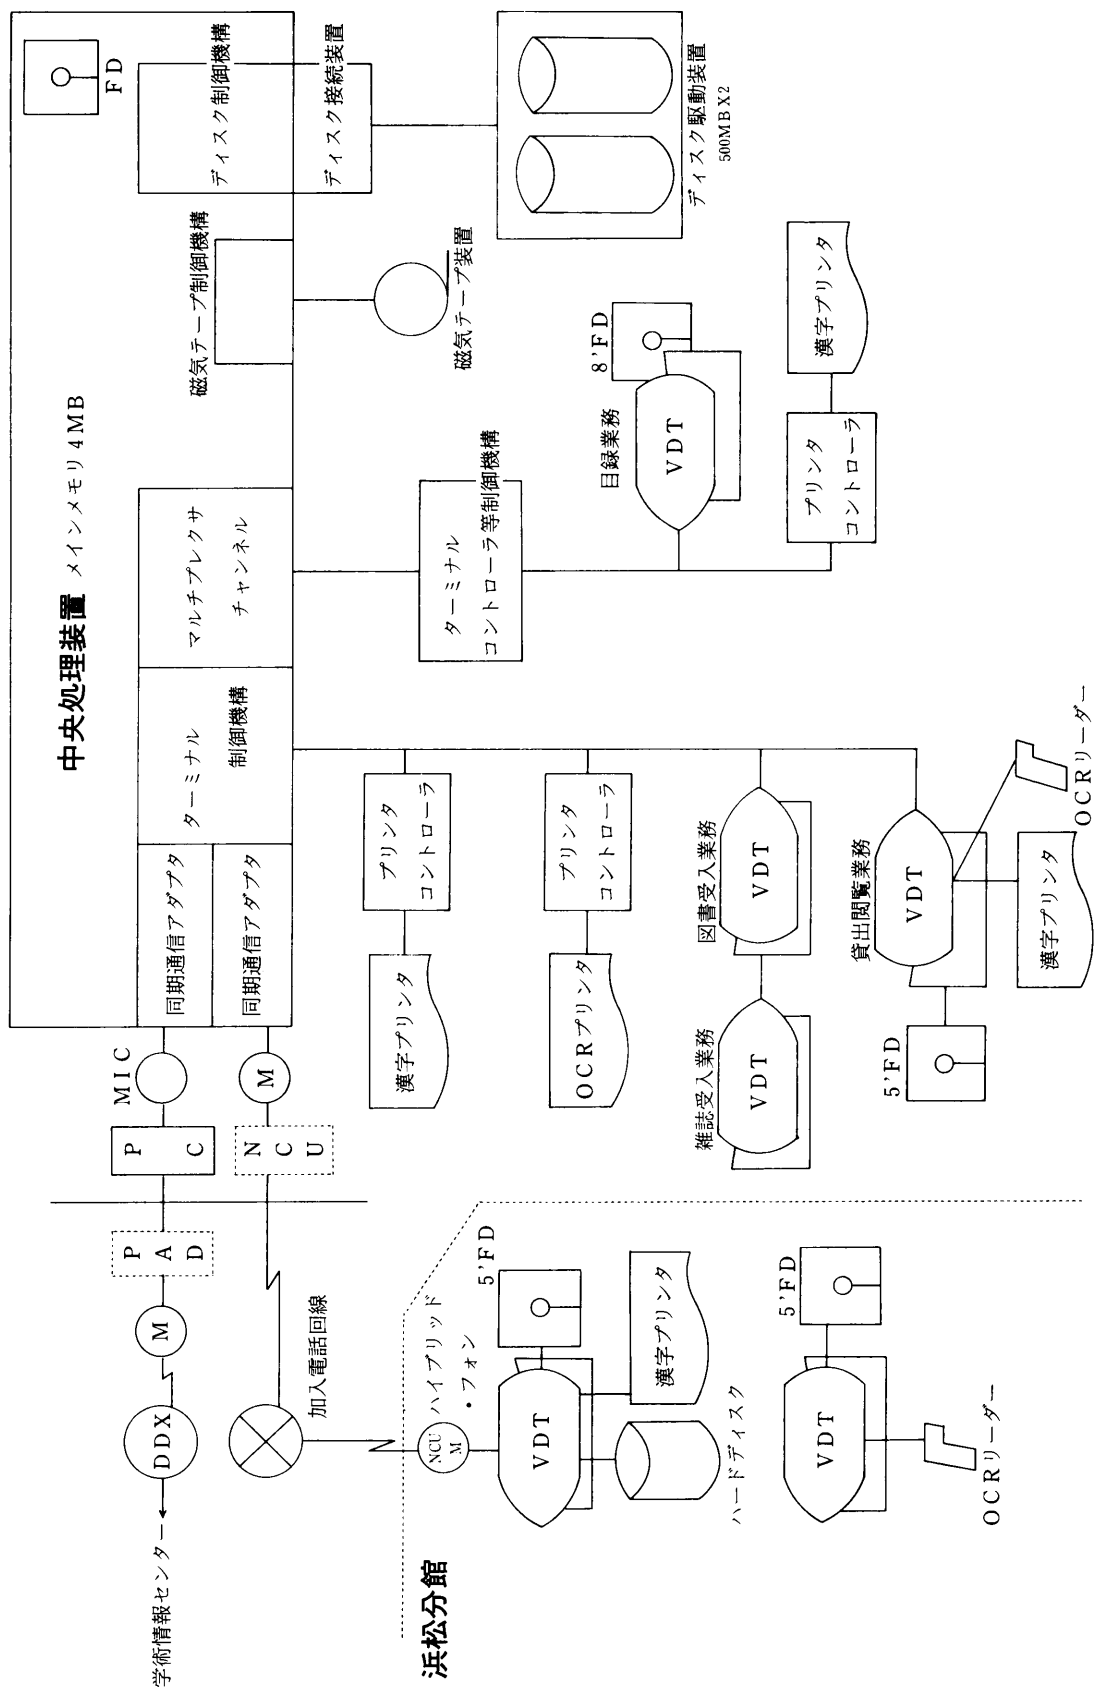 中央処理装置 メインメモリ4MB
FD
同期通信アダプタ
同期通信アダプタ
ターミナル
制御機構
マルチプレクサ
チャンネル
磁気テープ制御機構
ディスク制御機構
ディスク接続装置
磁気テープ装置
ディスク駆動装置
500MBX2
学術情報センター
DDX
M
P
A
D
P
C
MIC
加入電話回線
N
C
U
M
漢字プリンタ
プリンタ
コントローラ
OCRプリンタ
プリンタ
コントローラ
雑誌受入業務
VDT
図書受入業務
VDT
5'FD
貸出閲覧業務
VDT
漢字プリンタ
OCRリーダー
ターミナル
コントローラ等制御機構
目録業務
VDT
8'FD
プリンタ
コントローラ
漢字プリンタ
浜松分館
NCU
M
ハイブリッド
・フォン
VDT
5'FD
ハードディスク
漢字プリンタ
VDT
5'FD
OCRリーダー